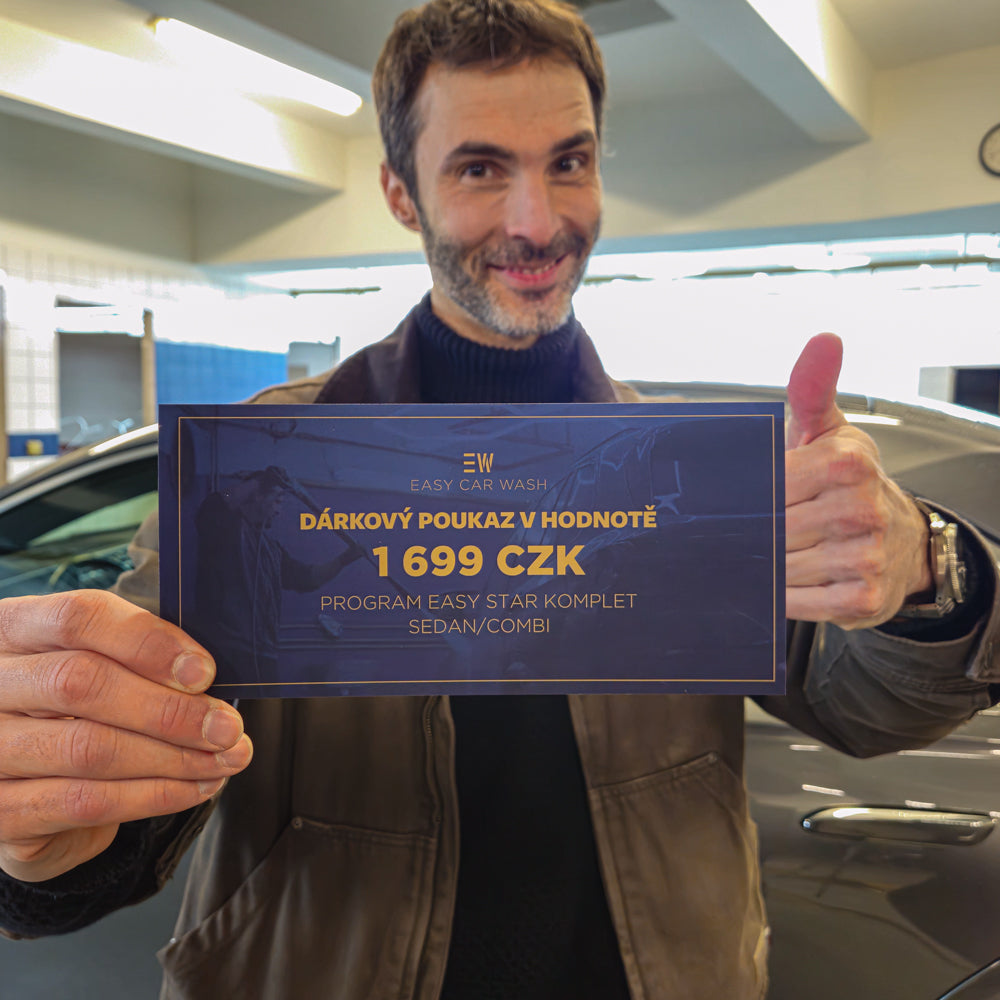 EW
EASY CAR WASH
DÁRKOVÝ POUKAZ V HODNOTĚ
1 699 CZK
PROGRAM EASY STAR KOMPLET
SEDAN/COMBI